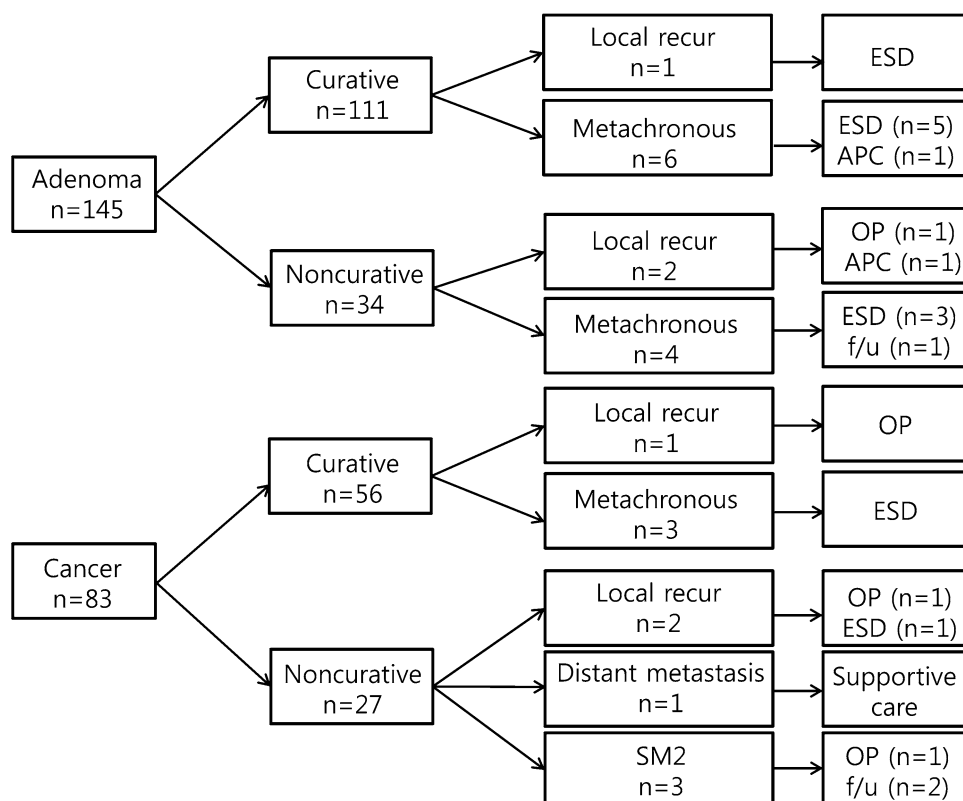 Adenoma
n=145
Curative
n=111
Local recur
n=1
ESD
Metachronous
n=6
ESD (n=5)
APC (n=1)
Noncurative
n=34
Local recur
n=2
OP (n=1)
APC (n=1)
Metachronous
n=4
ESD (n=3)
f/u (n=1)
Cancer
n=83
Curative
n=56
Local recur
n=1
OP
Metachronous
n=3
ESD
Noncurative
n=27
Local recur
n=2
OP (n=1)
ESD (n=1)
Distant metastasis
n=1
Supportive
care
SM2
n=3
OP (n=1)
f/u (n=2)